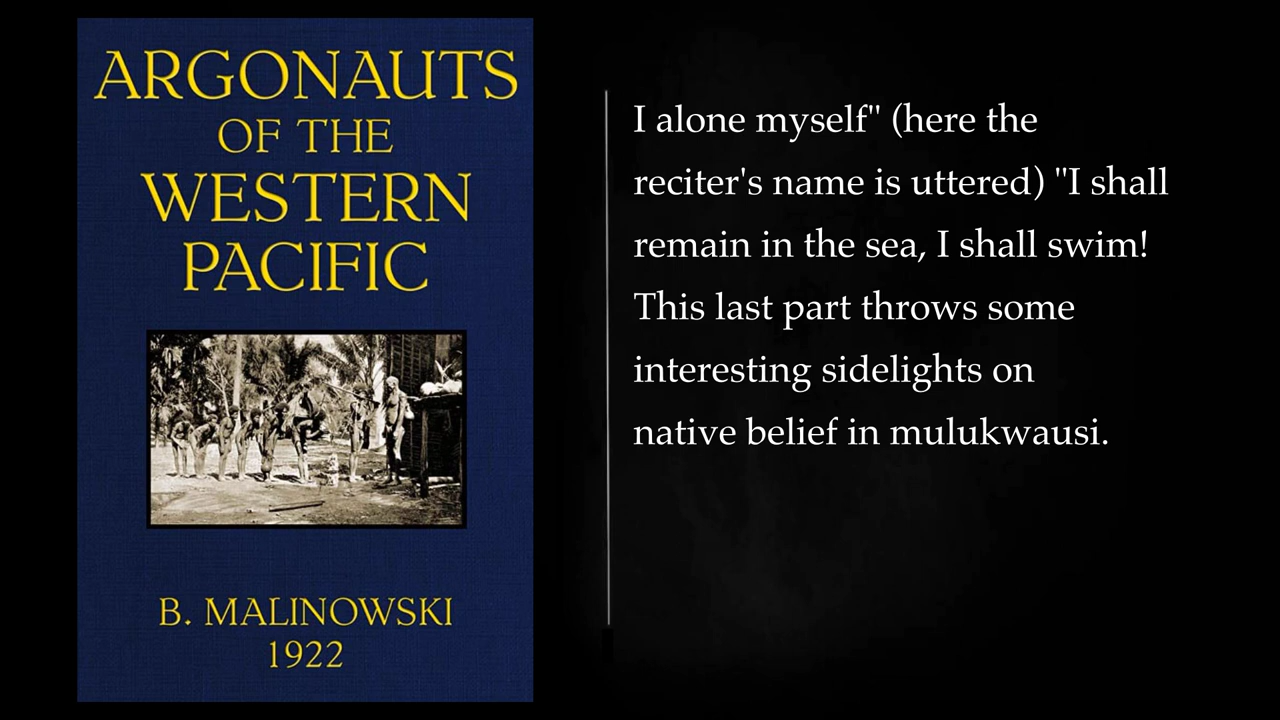 ARGONAUTS
OF THE
WESTERN
PACIFIC
B. MALINOWSKI
1922
I alone myself" (here the
reciter's name is uttered) "I shall
remain in the sea, I shall swim!
This last part throws some
interesting sidelights on
native belief in mulukwausi.